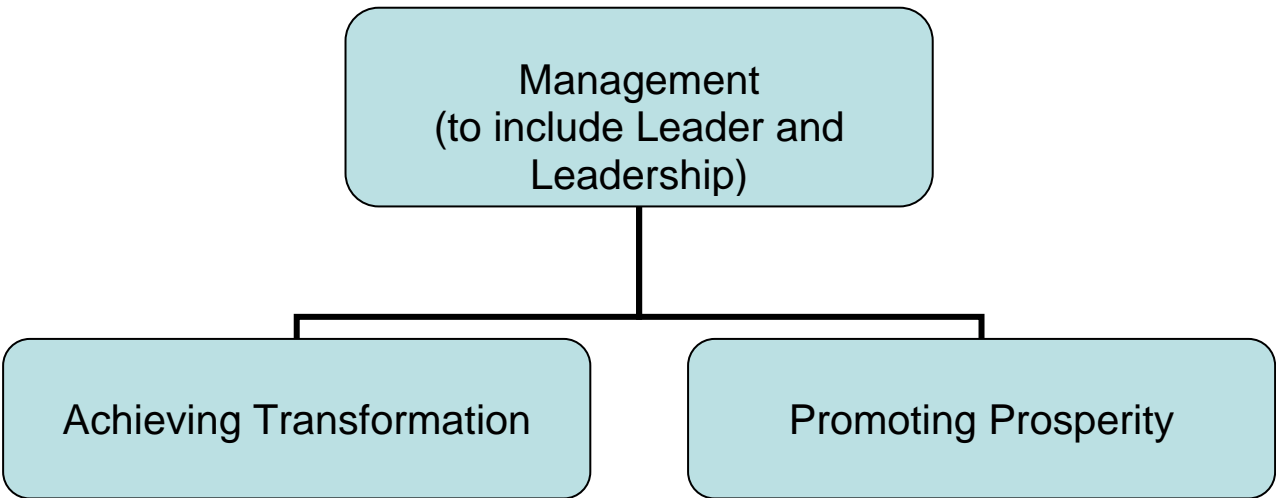 Management
(to include Leader and
Leadership)
Achieving Transformation
Promoting Prosperity